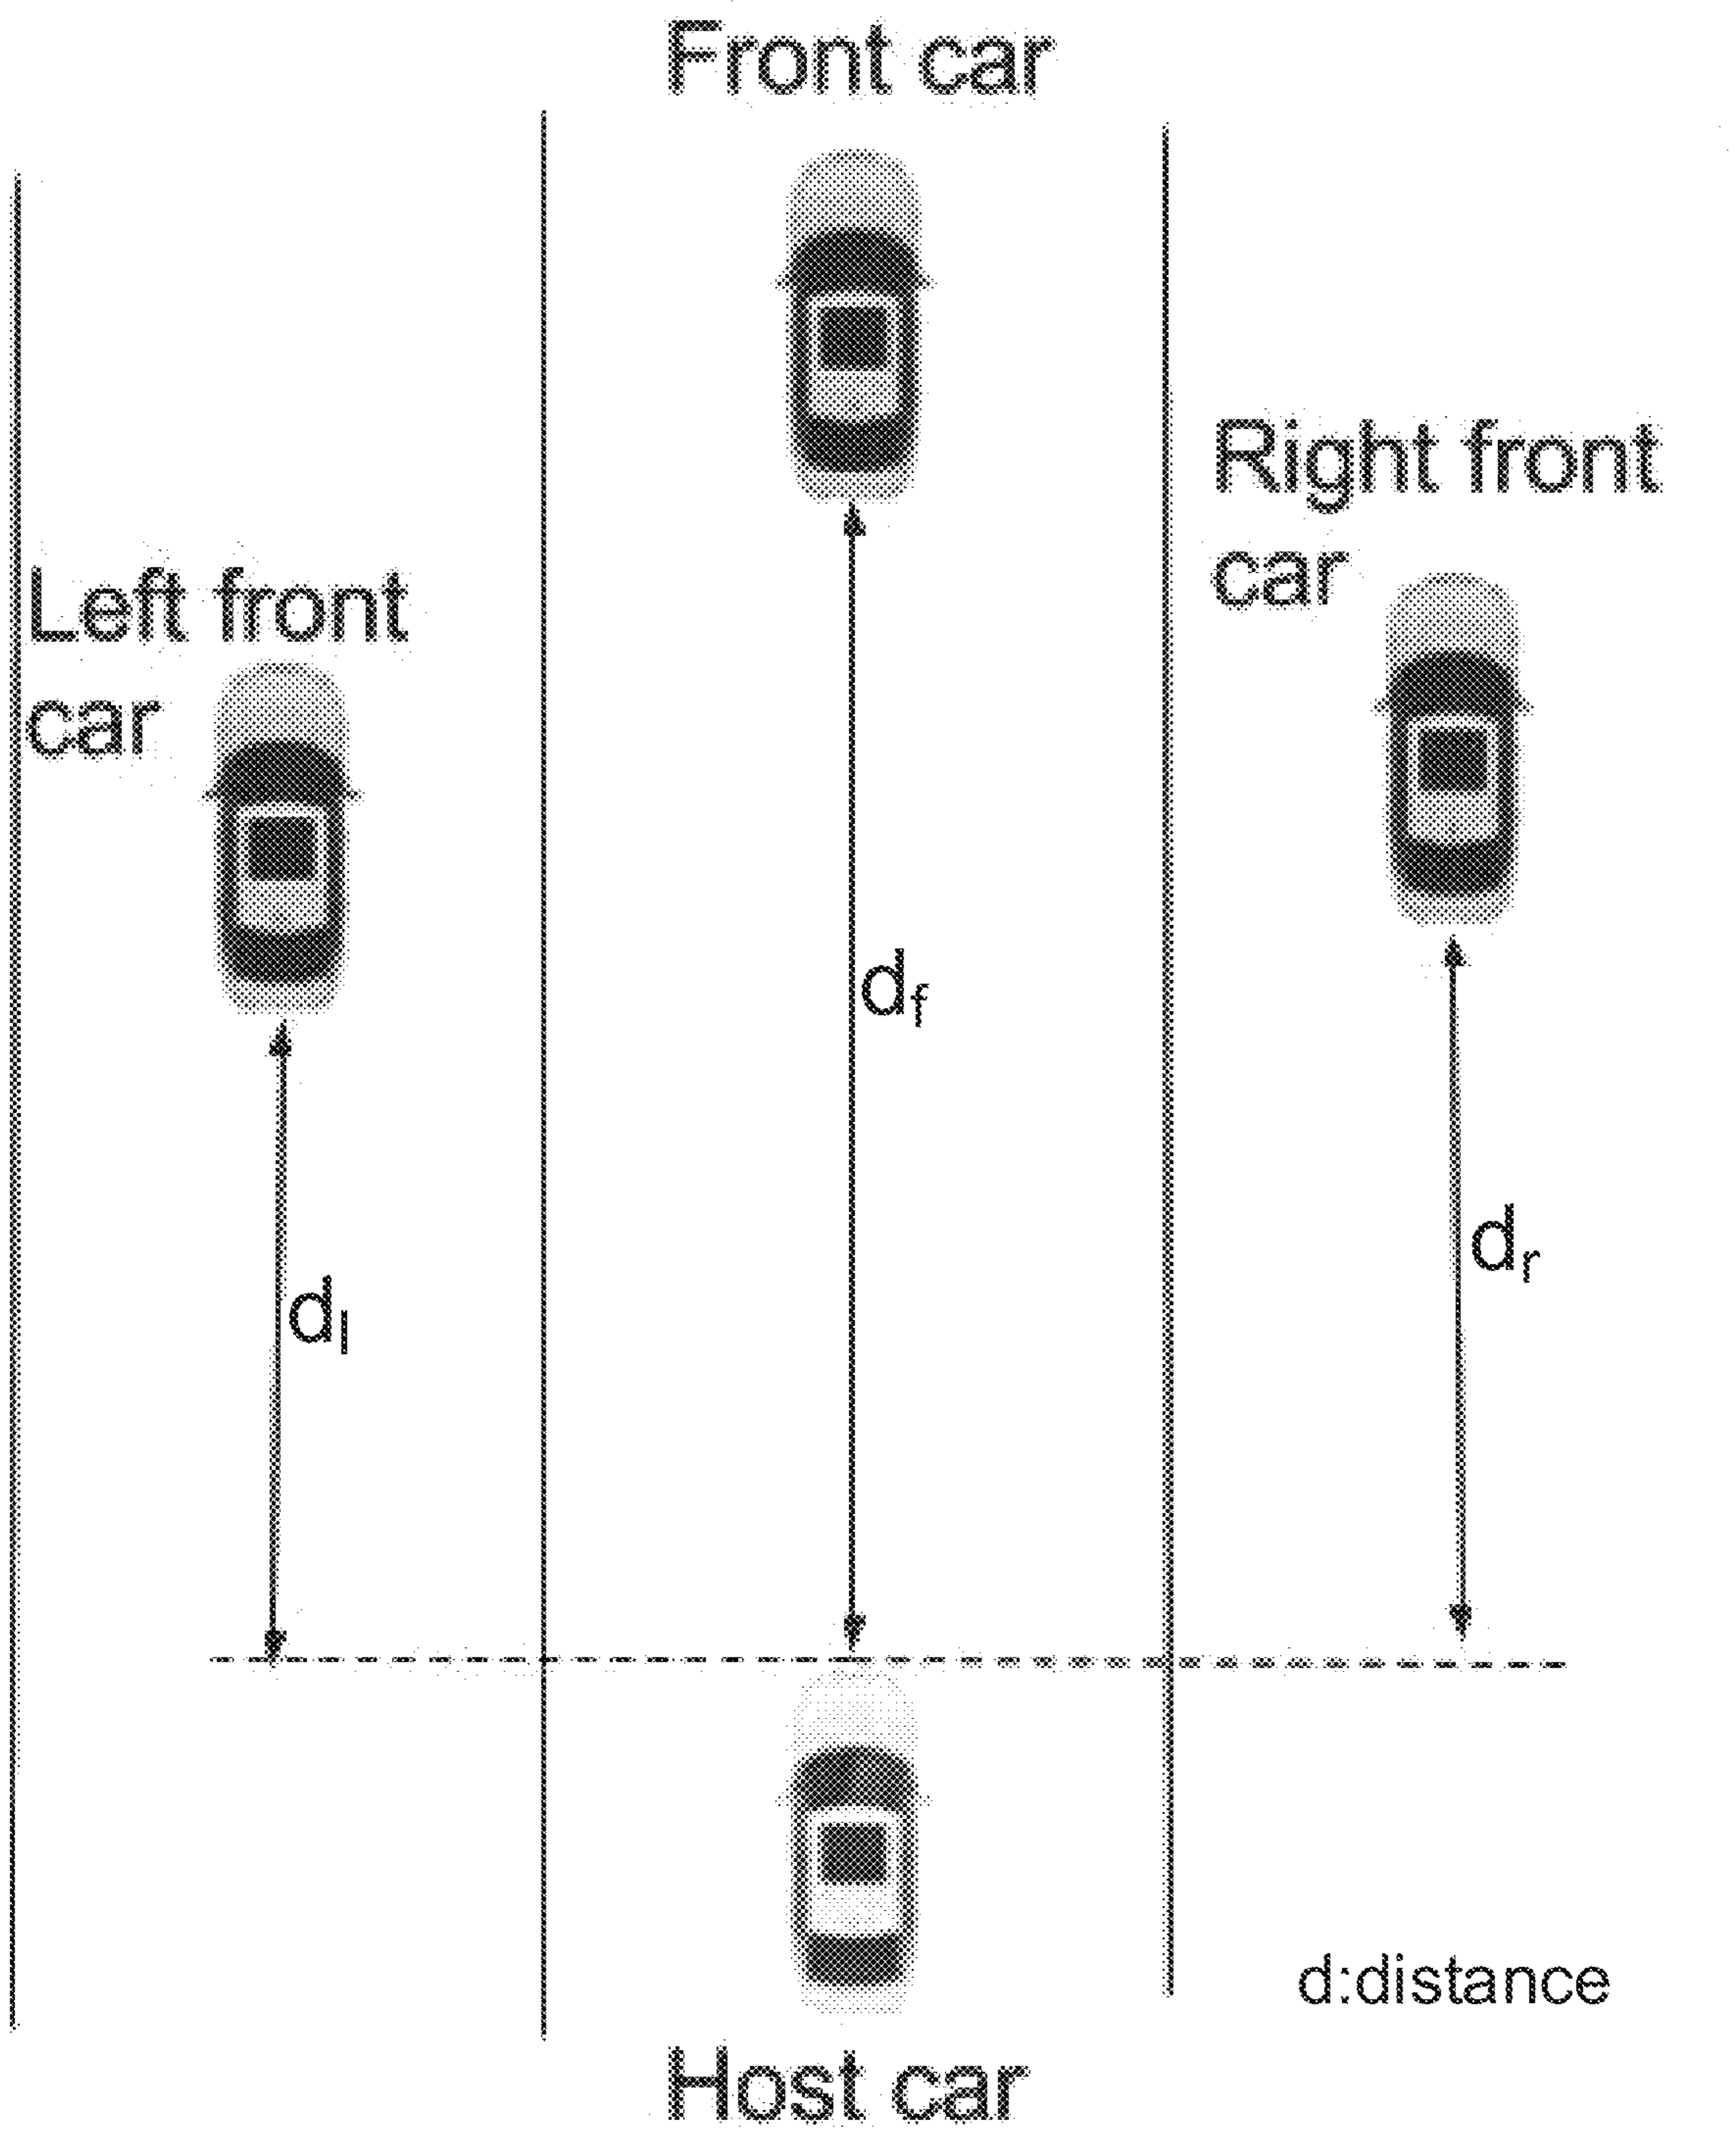 Front car
Right front
car
Left front
car
d_f
d_r
d_l
d:distance
Host car